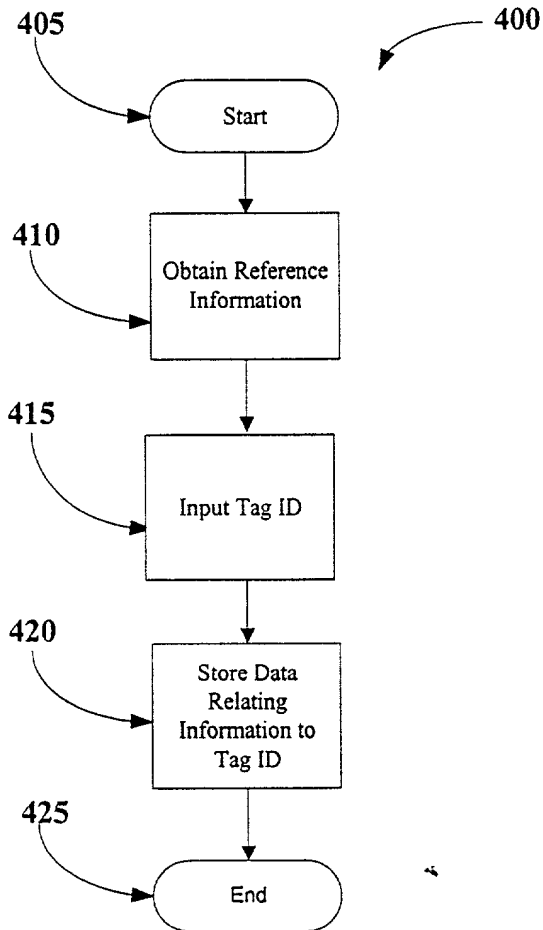 405
400
Start
410
Obtain Reference
Information
415
Input Tag ID
420
Store Data
Relating
Information to
Tag ID
425
End